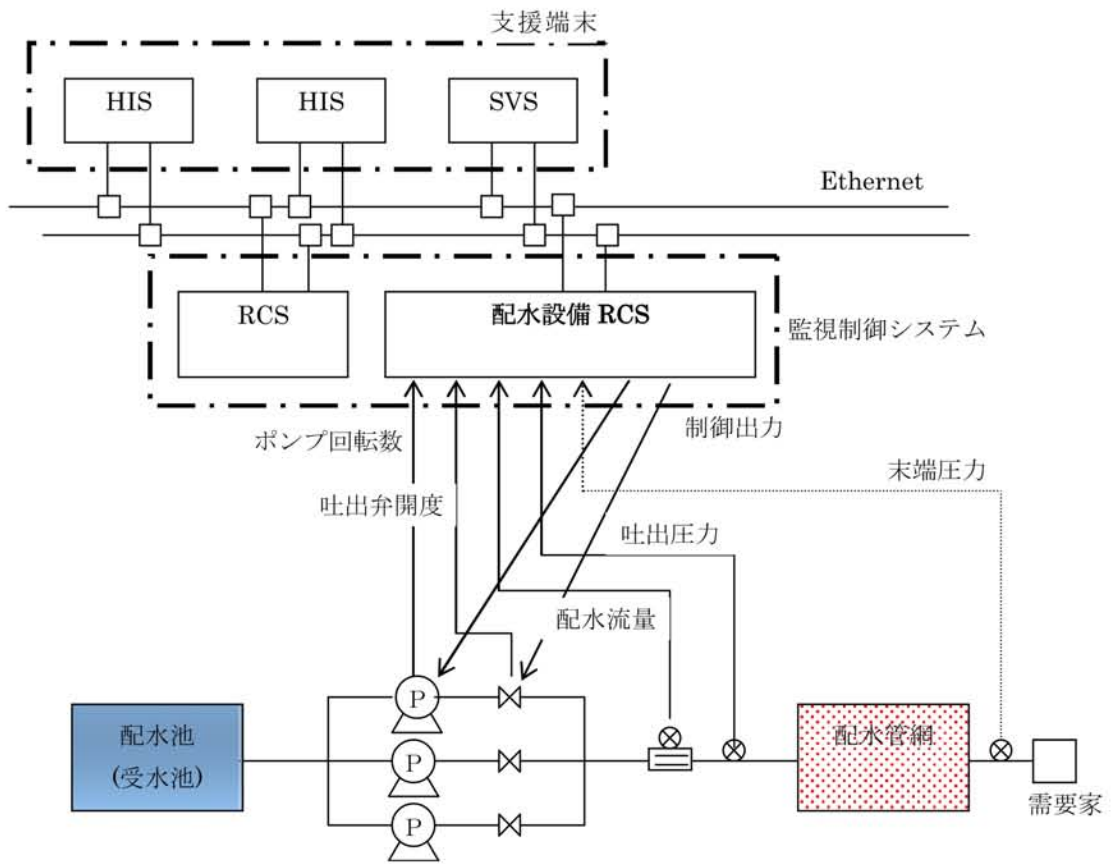 支援端末
HIS
HIS
SVS
Ethernet
RCS
配水設備 RCS
監視制御システム
ポンプ回転数
制御出力
末端圧力
吐出弁開度
吐出圧力
配水流量
P
配水池
(受水池)
P
P
配水管網
需要家